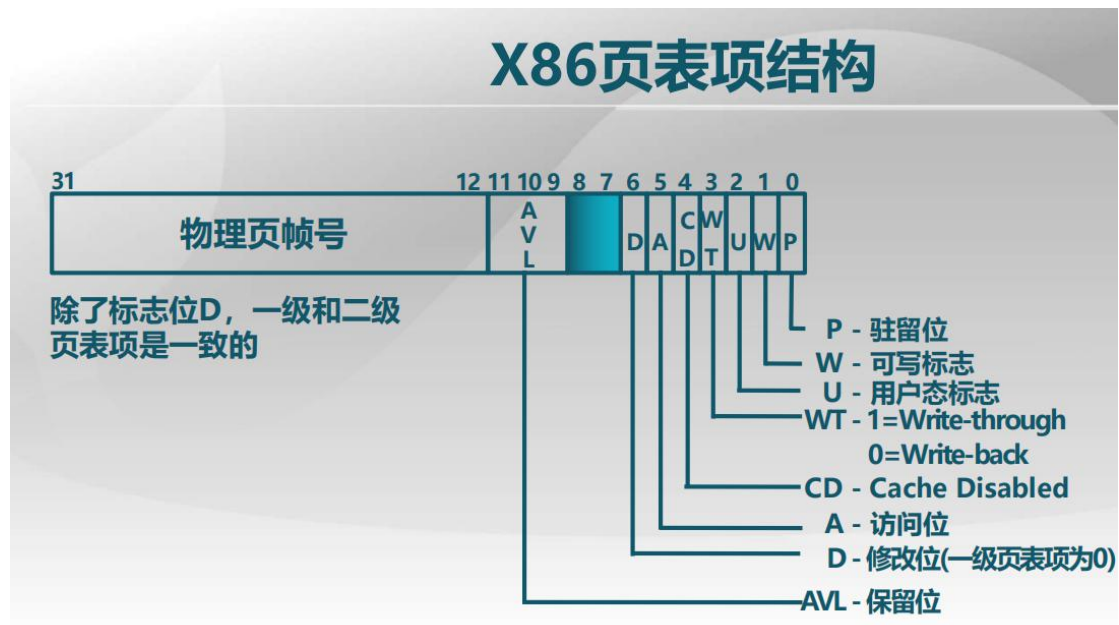 X86页表项结构
31 12 11 10 9 8 7 6 5 4 3 2 1 0
物理页帧号
AVL
D
A
CD
WT
U
W
P
除了标志位D，一级和二级
页表项是一致的
P - 驻留位
W - 可写标志
U - 用户态标志
WT - 1=Write-through
0=Write-back
CD - Cache Disabled
A - 访问位
D - 修改位(一级页表项为0)
AVL - 保留位